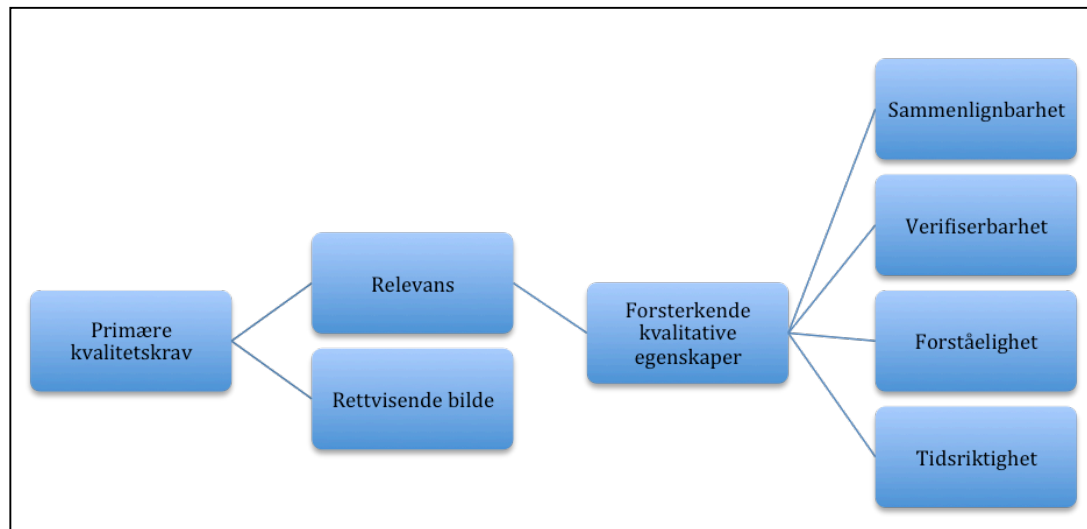 Primære
kvalitetskrav
Relevans
Rettvisende bilde
Forsterkende
kvalitative
egenskaper
Sammenlignbarhet
Verifiserbarhet
Forståelighet
Tidsriktighet